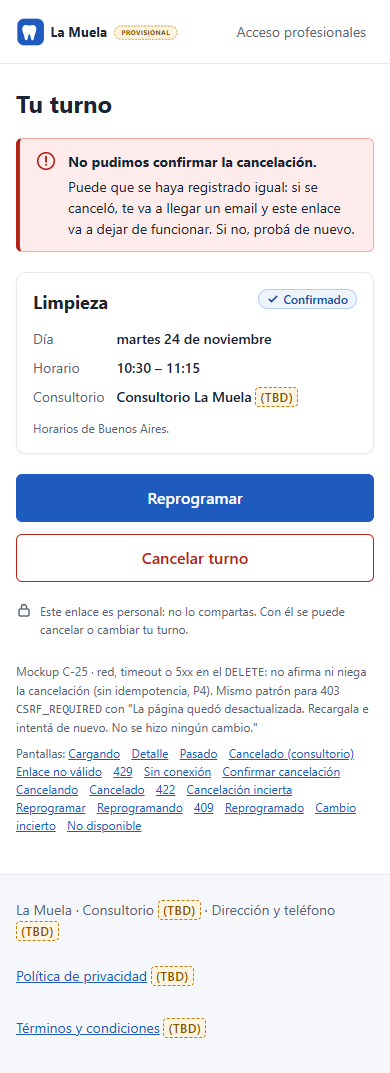 La Muela PROVISIONAL Acceso profesionales
Tu turno
No pudimos confirmar la cancelación.
Puede que se haya registrado igual: si se
canceló, te va a llegar un email y este enlace
va a dejar de funcionar. Si no, probá de nuevo.
Limpieza Confirmado
Día martes 24 de noviembre
Horario 10:30 – 11:15
Consultorio Consultorio La Muela (TBD)
Horarios de Buenos Aires.
Reprogramar
Cancelar turno
Este enlace es personal: no lo compartas. Con él se puede
cancelar o cambiar tu turno.
Mockup C-25 · red, timeout o 5xx en el DELETE: no afirma ni niega
la cancelación (sin idempotencia, P4). Mismo patrón para 403
CSRF_REQUIRED con "La página quedó desactualizada. Recargala e
intentá de nuevo. No se hizo ningún cambio."
Pantallas: Cargando Detalle Pasado Cancelado (consultorio)
Enlace no válido 429 Sin conexión Confirmar cancelación
Cancelando Cancelado 422 Cancelación incierta
Reprogramar Reprogramando 409 Reprogramado Cambio
incierto No disponible
La Muela · Consultorio (TBD) · Dirección y teléfono
(TBD)
Política de privacidad (TBD)
Términos y condiciones (TBD)